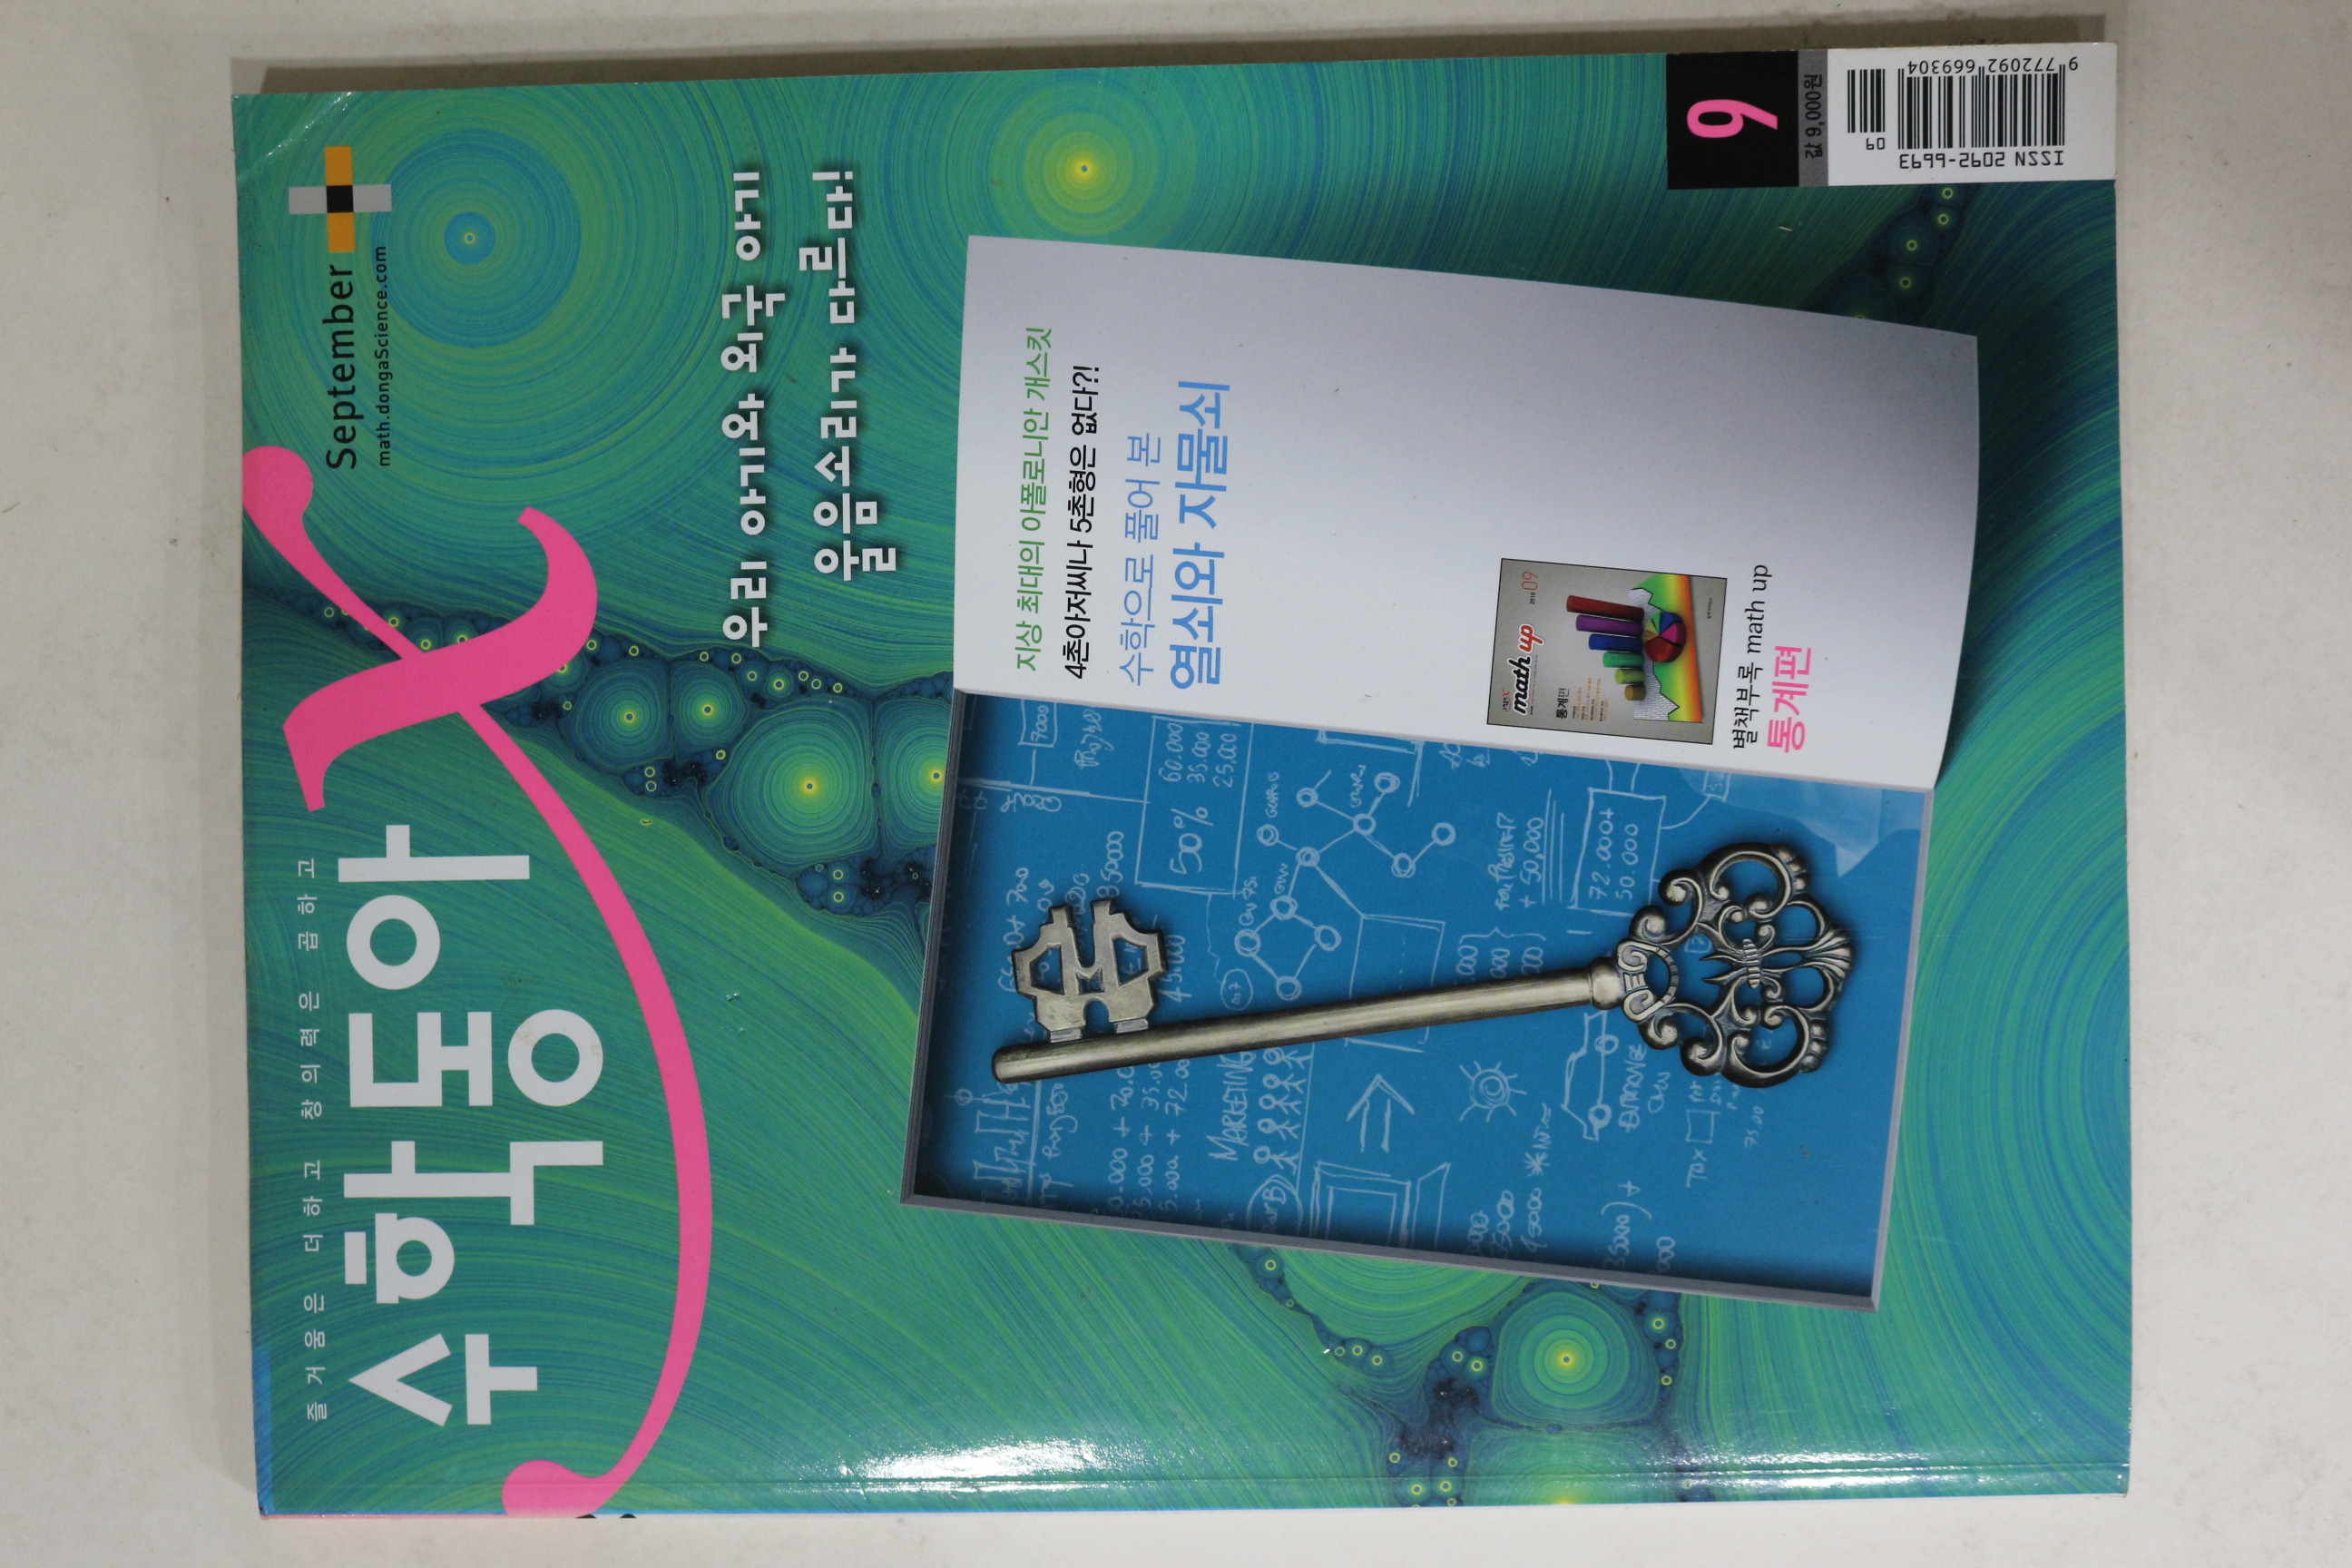 즐거움은 더하고 창의력은 곱하고
수학동아
September
math.dongaScience.com
우리 아기와 외국 아기
울음소리가 다르다!
지상 최대의 아폴로니안 개스킷
4촌아저씨나 5촌형은 없다?!
수학으로 풀어 본
열쇠와 자물쇠
math up
2010 09
통계편
별책부록 math up
통계편
50%
60.000
35.000
25.000
MARKETING
+ 50,000
72.000+
50.000
TAX
9
값 9,000원
ISSN 2092-6693
09
9 772092 669304